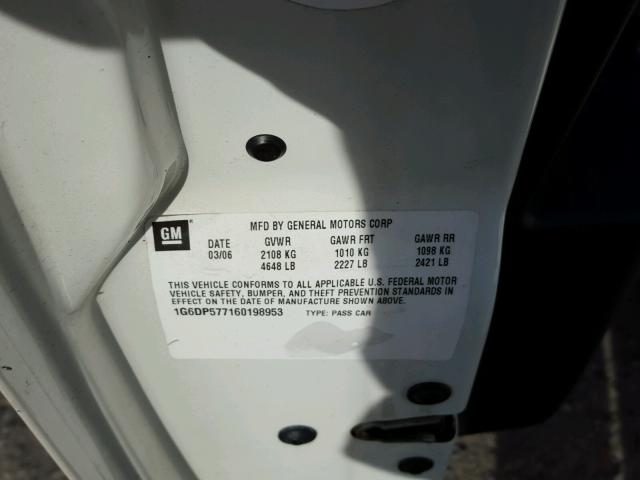 GM
MFD BY GENERAL MOTORS CORP
DATE GVWR GAWR FRT GAWR RR
03/06 2108 KG 1010 KG 1098 KG
4648 LB 2227 LB 2421 LB
THIS VEHICLE CONFORMS TO ALL APPLICABLE U.S. FEDERAL MOTOR
VEHICLE SAFETY, BUMPER, AND THEFT PREVENTION STANDARDS IN
EFFECT ON THE DATE OF MANUFACTURE SHOWN ABOVE.
1G6DP577160198953 TYPE: PASS CAR